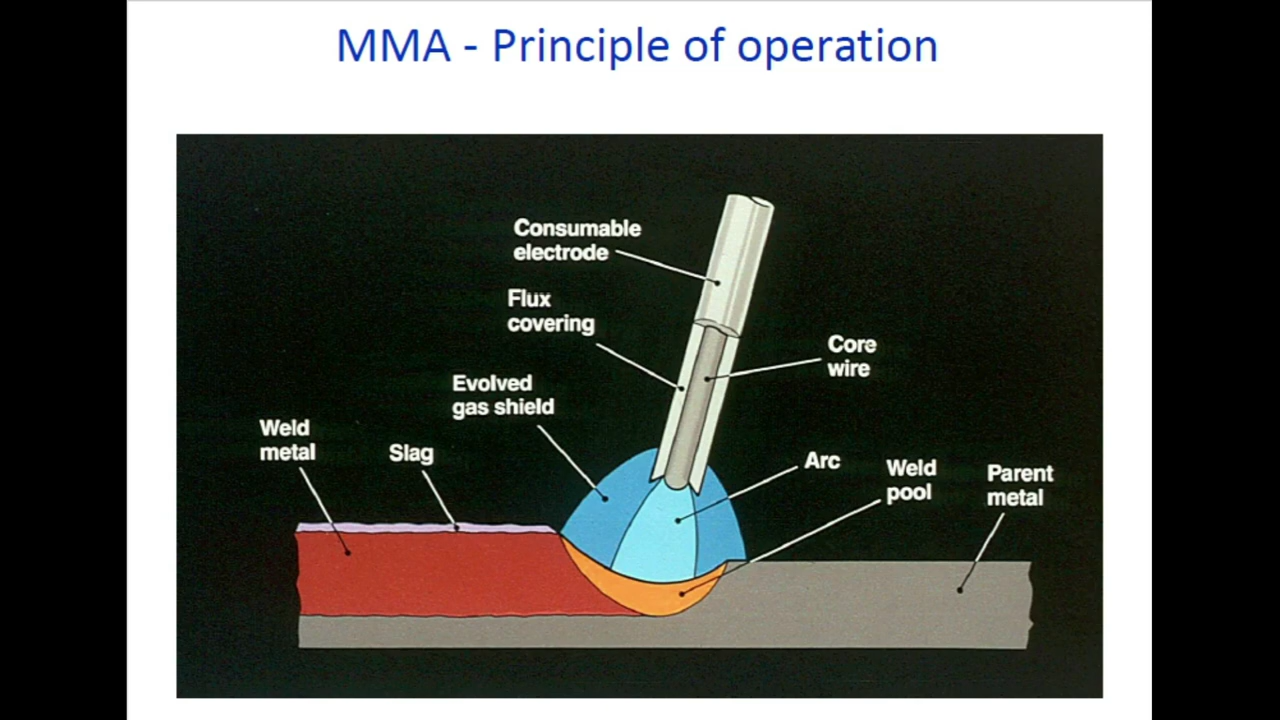 MMA - Principle of operation
Consumable
electrode
Flux
covering
Core
wire
Evolved
gas shield
Weld
metal
Slag
Arc
Weld
pool
Parent
metal